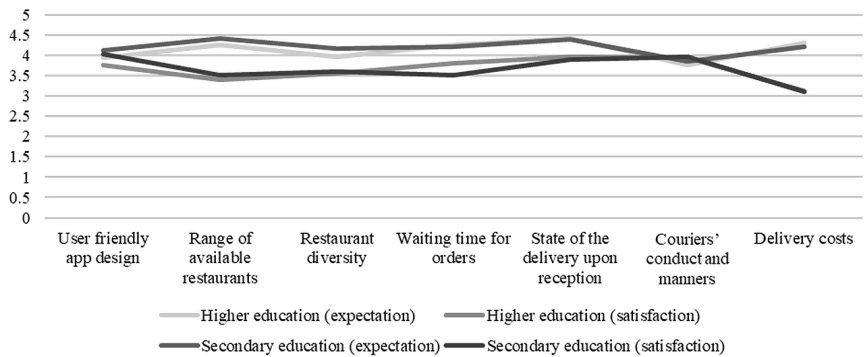 5
4.5
4
3.5
3
2.5
2
1.5
1
0.5
0
User friendly
app design
Range of
available
restaurants
Restaurant
diversity
Waiting time for
orders
State of the
delivery upon
reception
Couriers’
conduct and
manners
Delivery costs
Higher education (expectation)
Higher education (satisfaction)
Secondary education (expectation)
Secondary education (satisfaction)